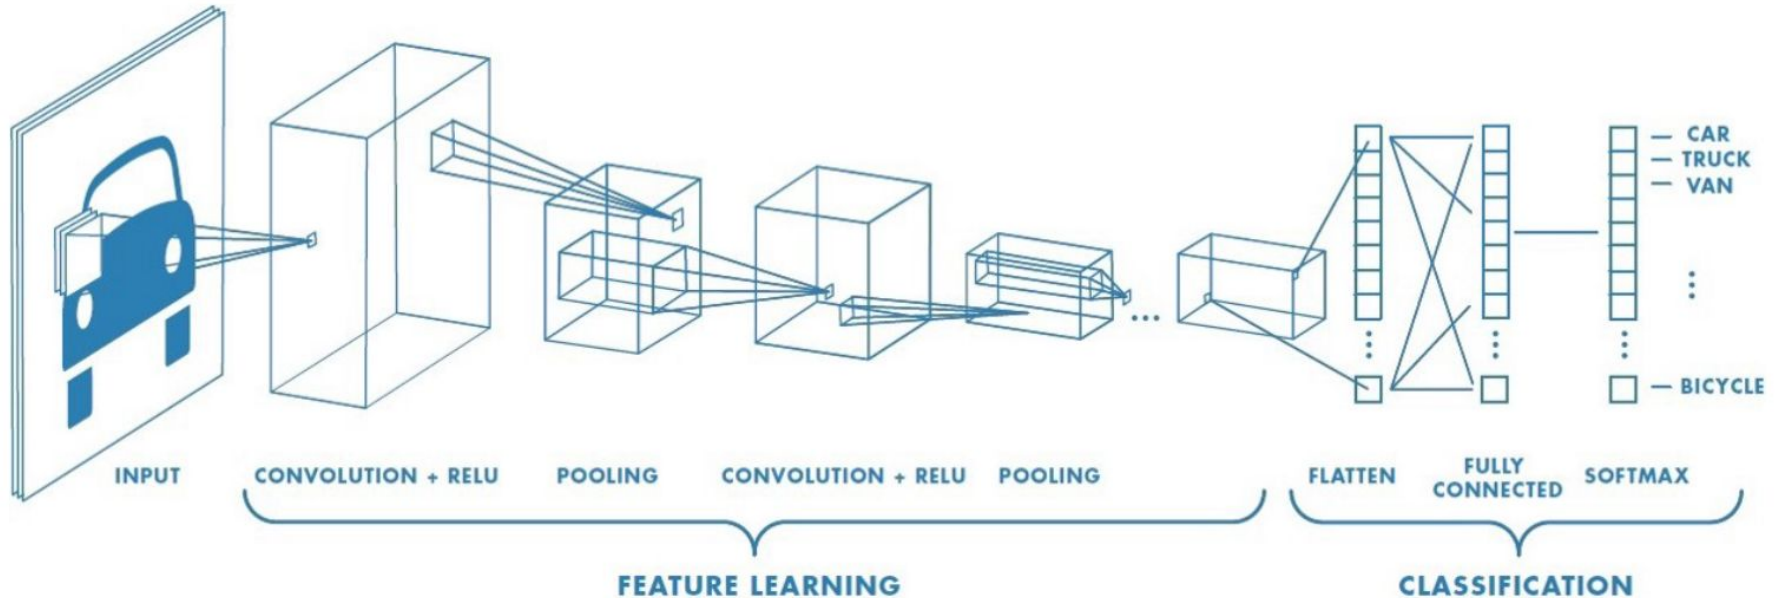 CAR
TRUCK
VAN
BICYCLE
INPUT
CONVOLUTION + RELU
POOLING
CONVOLUTION + RELU
POOLING
FLATTEN
FULLY
CONNECTED
SOFTMAX
FEATURE LEARNING
CLASSIFICATION